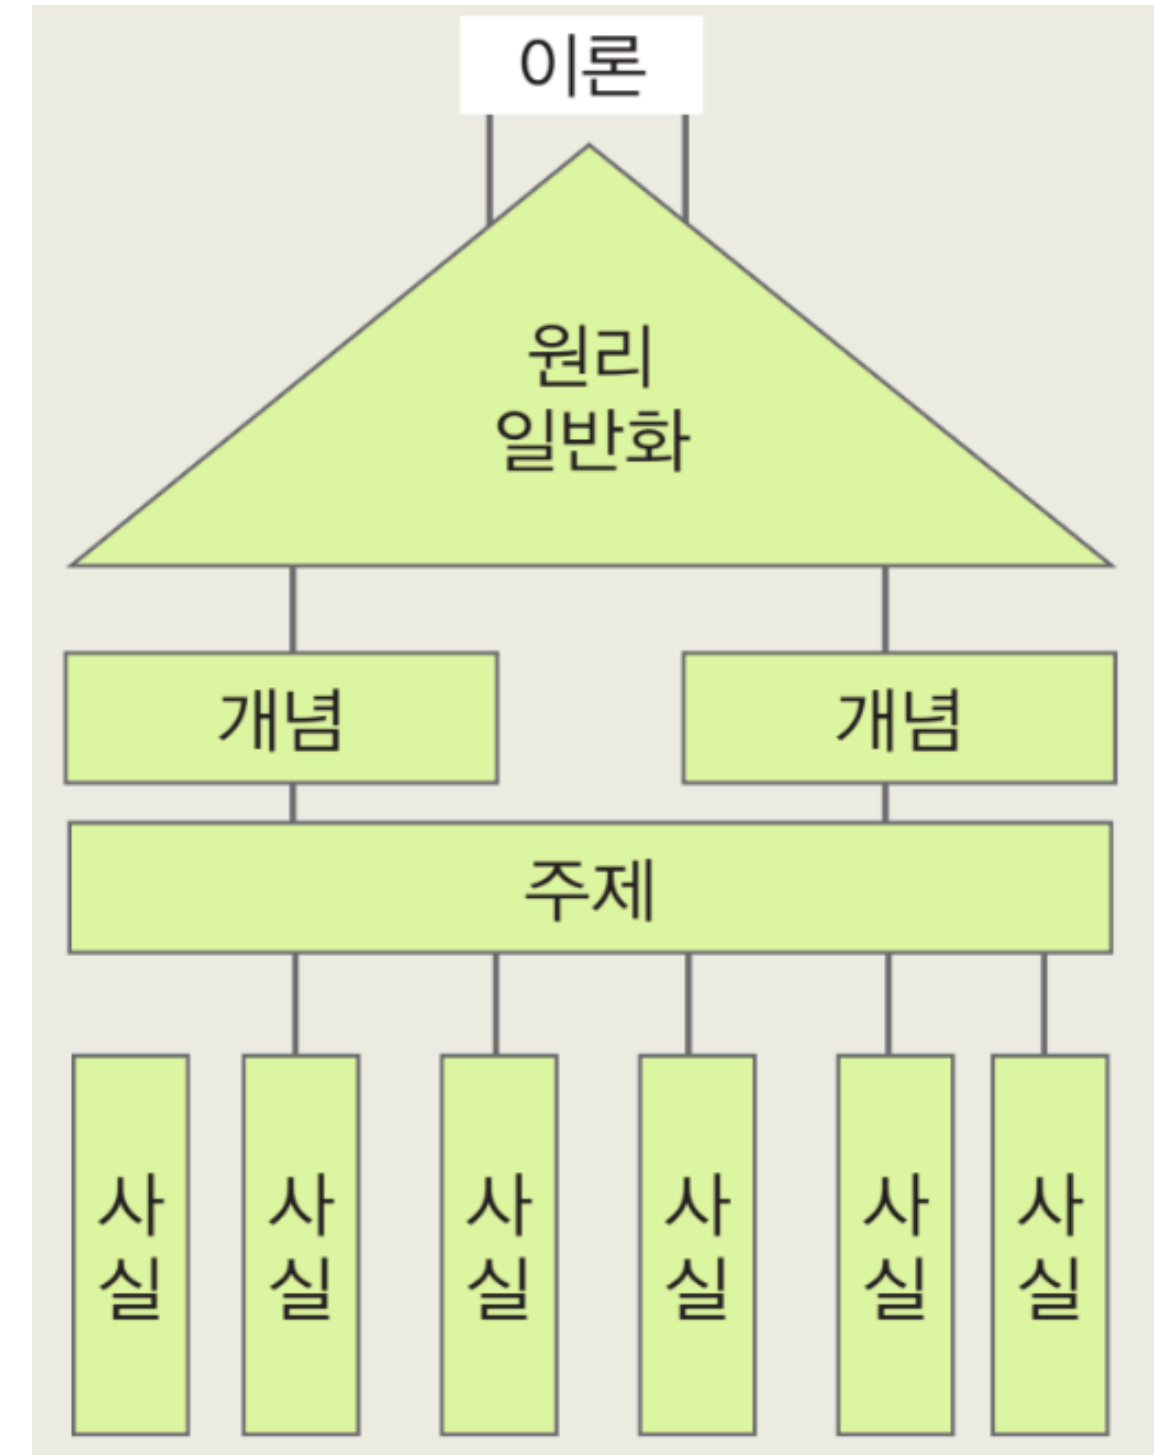 이론
원리
일반화
개념 개념
주제
사 사 사 사 사 사
실 실 실 실 실 실